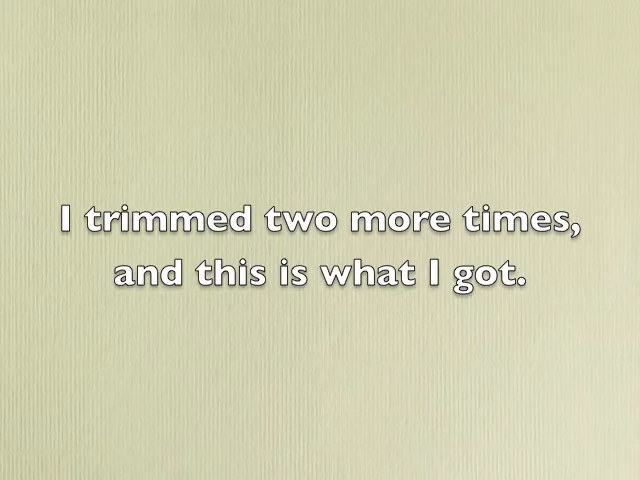 I trimmed two more times,
and this is what I got.